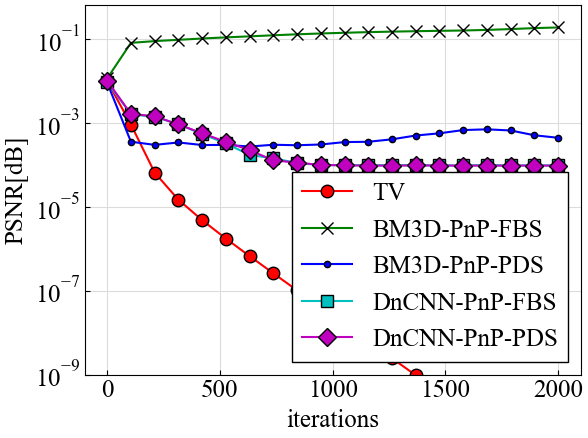 PSNR[dB]
10⁻¹
10⁻³
10⁻⁵
10⁻⁷
10⁻⁹
TV
BM3D-PnP-FBS
BM3D-PnP-PDS
DnCNN-PnP-FBS
DnCNN-PnP-PDS
0 500 1000 1500 2000
iterations